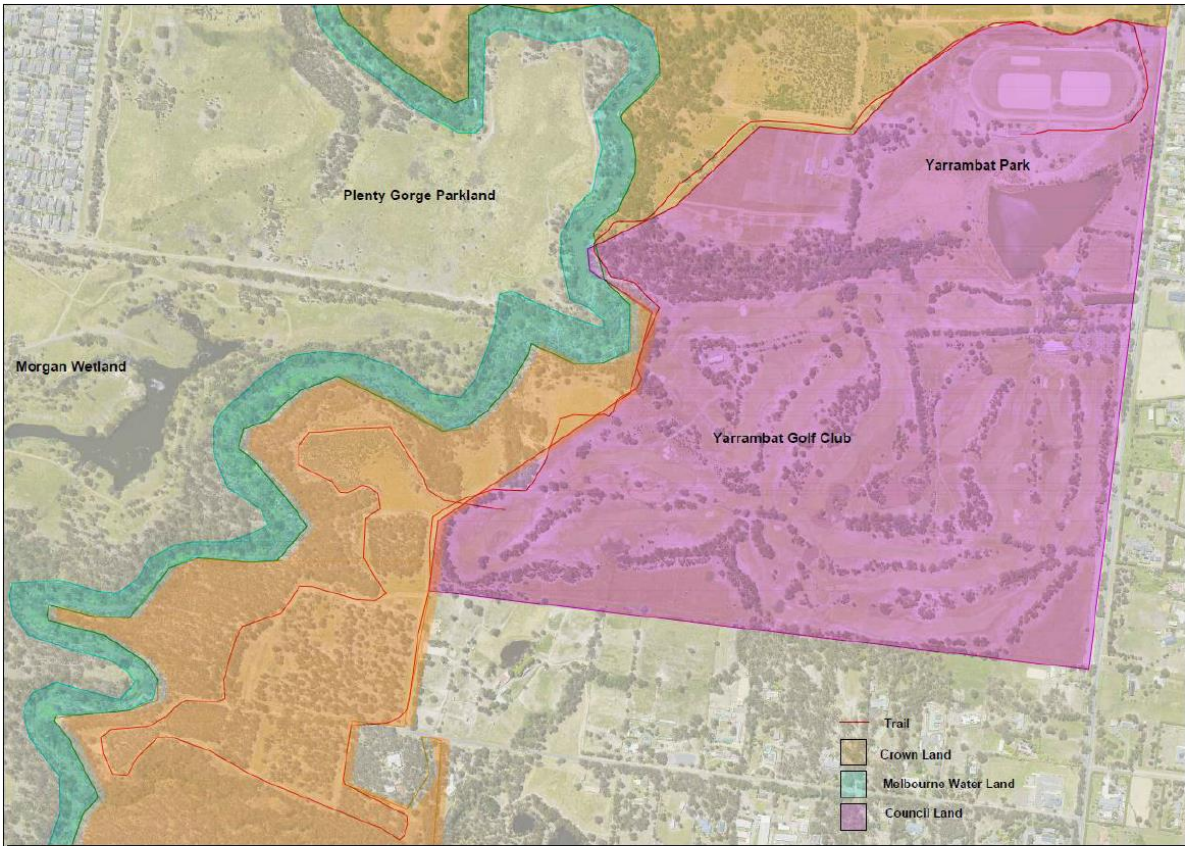 Yarrambat Park
Plenty Gorge Parkland
Morgan Wetland
Yarrambat Golf Club
Trail
Crown Land
Melbourne Water Land
Council Land